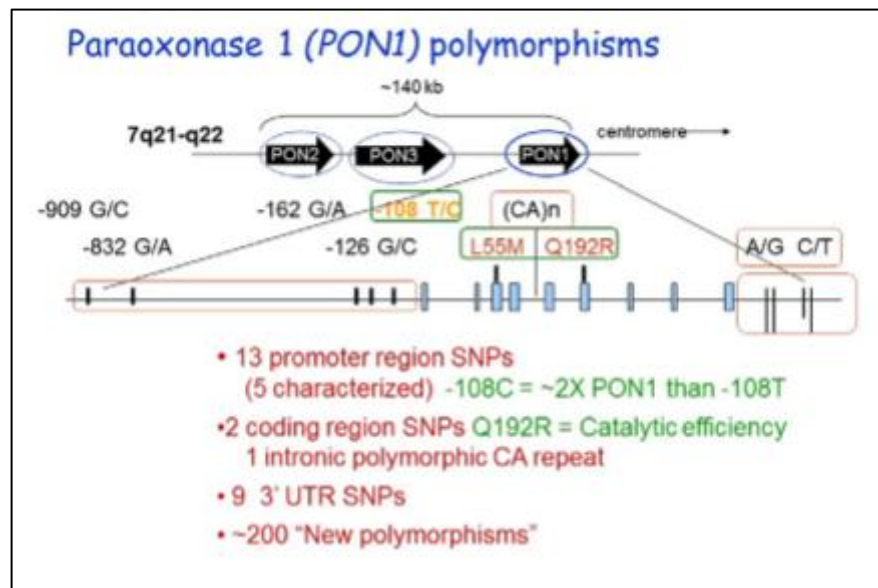 Paraoxonase 1 (PON1) polymorphisms
~140 kb
7q21-q22
centromere
PON2 PON3 PON1
-909 G/C -162 G/A -108 T/C (CA)n
-832 G/A -126 G/C L55M Q192R A/G C/T
• 13 promoter region SNPs
(5 characterized) -108C = ~2X PON1 than -108T
•2 coding region SNPs Q192R = Catalytic efficiency
1 intronic polymorphic CA repeat
• 9 3' UTR SNPs
• ~200 "New polymorphisms"